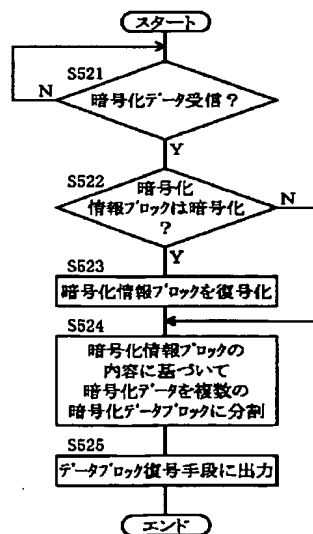 スタート
S521
暗号化データ受信？
N
Y
S522
暗号化
情報ブロックは暗号化
？
N
Y
S523
暗号化情報ブロックを復号化
S524
暗号化情報ブロックの
内容に基づいて
暗号化データを複数の
暗号化データブロックに分割
S525
データブロック復号手段に出力
エンド